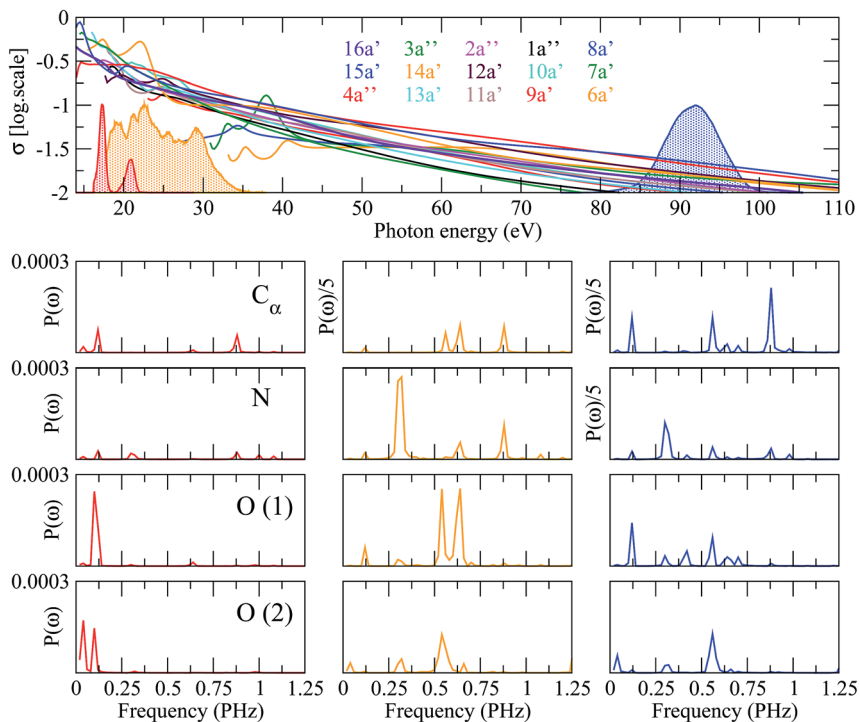 0
-0.5
-1
-1.5
-2
σ [log.scale]
16a' 3a'' 2a'' 1a'' 8a'
15a' 14a' 12a' 10a' 7a'
4a'' 13a' 11a' 9a' 6a'
20 30 40 50 60 70 80 90 100 110
Photon energy (eV)
0.0003
P(ω)
C_α
P(ω)/5
0.0003
P(ω)
N
P(ω)/5
0.0003
P(ω)
O (1)
0.0003
P(ω)
O (2)
0 0.25 0.5 0.75 1 1.25
0 0.25 0.5 0.75 1 1.25
0 0.25 0.5 0.75 1 1.25
Frequency (PHz) Frequency (PHz) Frequency (PHz)